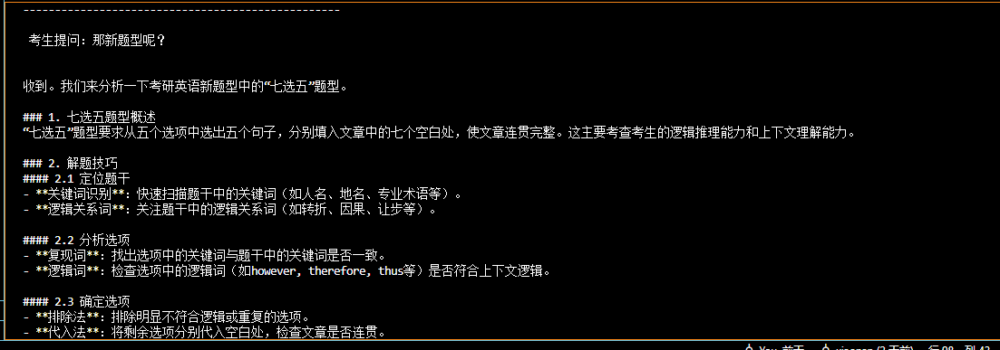 --------------------------------------------------
考生提问：那新题型呢？
收到。我们来分析一下考研英语新题型中的“七选五”题型。
### 1. 七选五题型概述
“七选五”题型要求从五个选项中选出五个句子，分别填入文章中的七个空白处，使文章连贯完整。这主要考查考生的逻辑推理能力和上下文理解能力。
### 2. 解题技巧
#### 2.1 定位题干
- **关键词识别**：快速扫描题干中的关键词（如人名、地名、专业术语等）。
- **逻辑关系词**：关注题干中的逻辑关系词（如转折、因果、让步等）。
#### 2.2 分析选项
- **复现词**：找出选项中的关键词与题干中的关键词是否一致。
- **逻辑词**：检查选项中的逻辑词（如however, therefore, thus等）是否符合上下文逻辑。
#### 2.3 确定选项
- **排除法**：排除明显不符合逻辑或重复的选项。
- **代入法**：将剩余选项分别代入空白处，检查文章是否连贯。